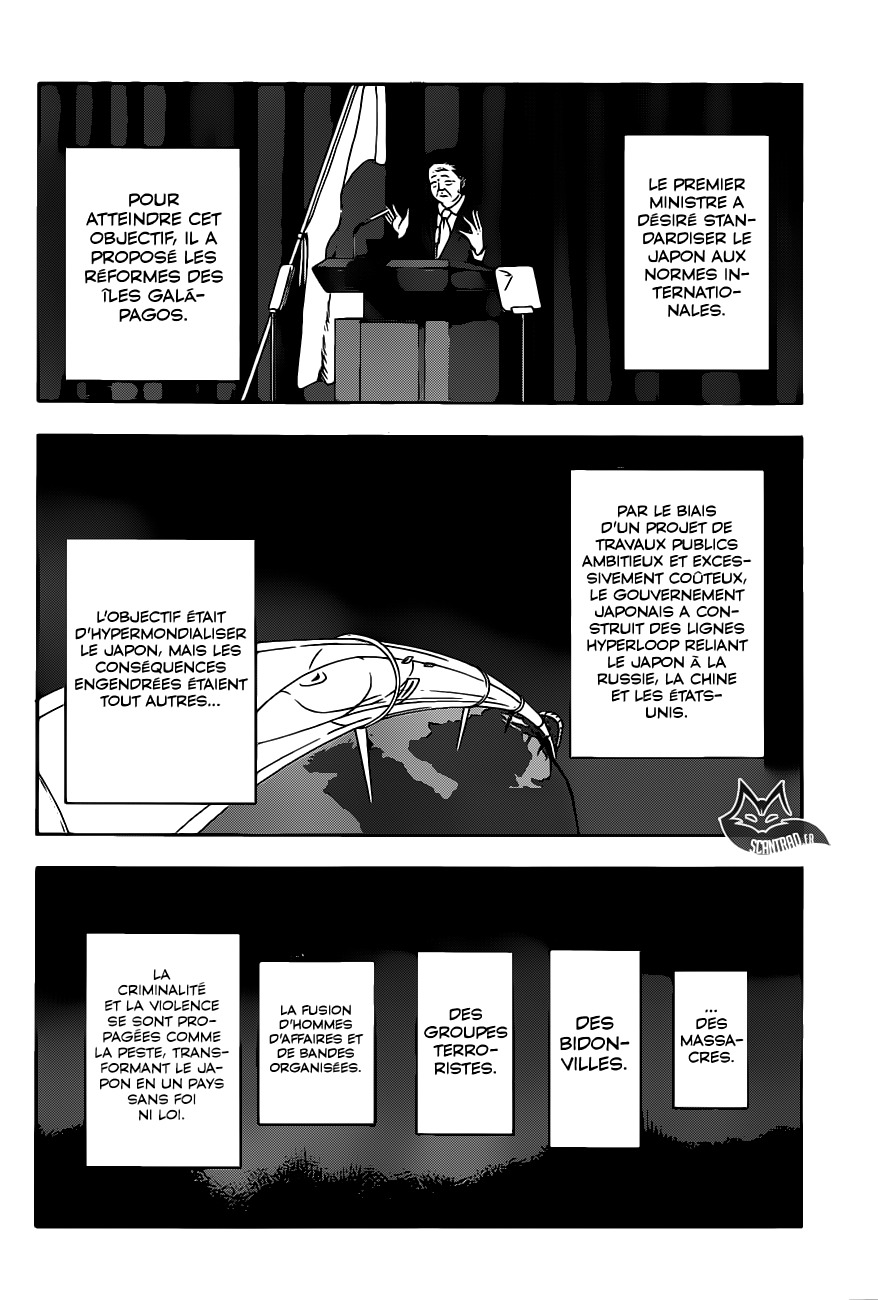 LE PREMIER
MINISTRE A
DÉSIRÉ STAN-
DARDISER LE
JAPON AUX
NORMES IN-
TERNATIO-
NALES.
POUR
ATTEINDRE CET
OBJECTIF, IL A
PROPOSÉ LES
RÉFORMES DES
ÎLES GALÁ-
PAGOS.
PAR LE BIAIS
D'UN PROJET DE
TRAVAUX PUBLICS
AMBITIEUX ET EXCES-
SIVEMENT COÛTEUX,
LE GOUVERNEMENT
JAPONAIS A CON-
STRUIT DES LIGNES
HYPERLOOP RELIANT
LE JAPON À LA
RUSSIE, LA CHINE
ET LES ÉTATS-
UNIS.
L'OBJECTIF ÉTAIT
D'HYPERMONDIALISER
LE JAPON, MAIS LES
CONSÉQUENCES
ENGENDRÉES ÉTAIENT
TOUT AUTRES...
SCANTRAD.FR
...
DES
MASSA-
CRES.
DES
BIDON-
VILLES.
DES
GROUPES
TERRO-
RISTES.
LA FUSION
D'HOMMES
D'AFFAIRES ET
DE BANDES
ORGANISÉES.
LA
CRIMINALITÉ
ET LA VIOLENCE
SE SONT PRO-
PAGÉES COMME
LA PESTE, TRANS-
FORMANT LE JA-
PON EN UN PAYS
SANS FOI
NI LOI.